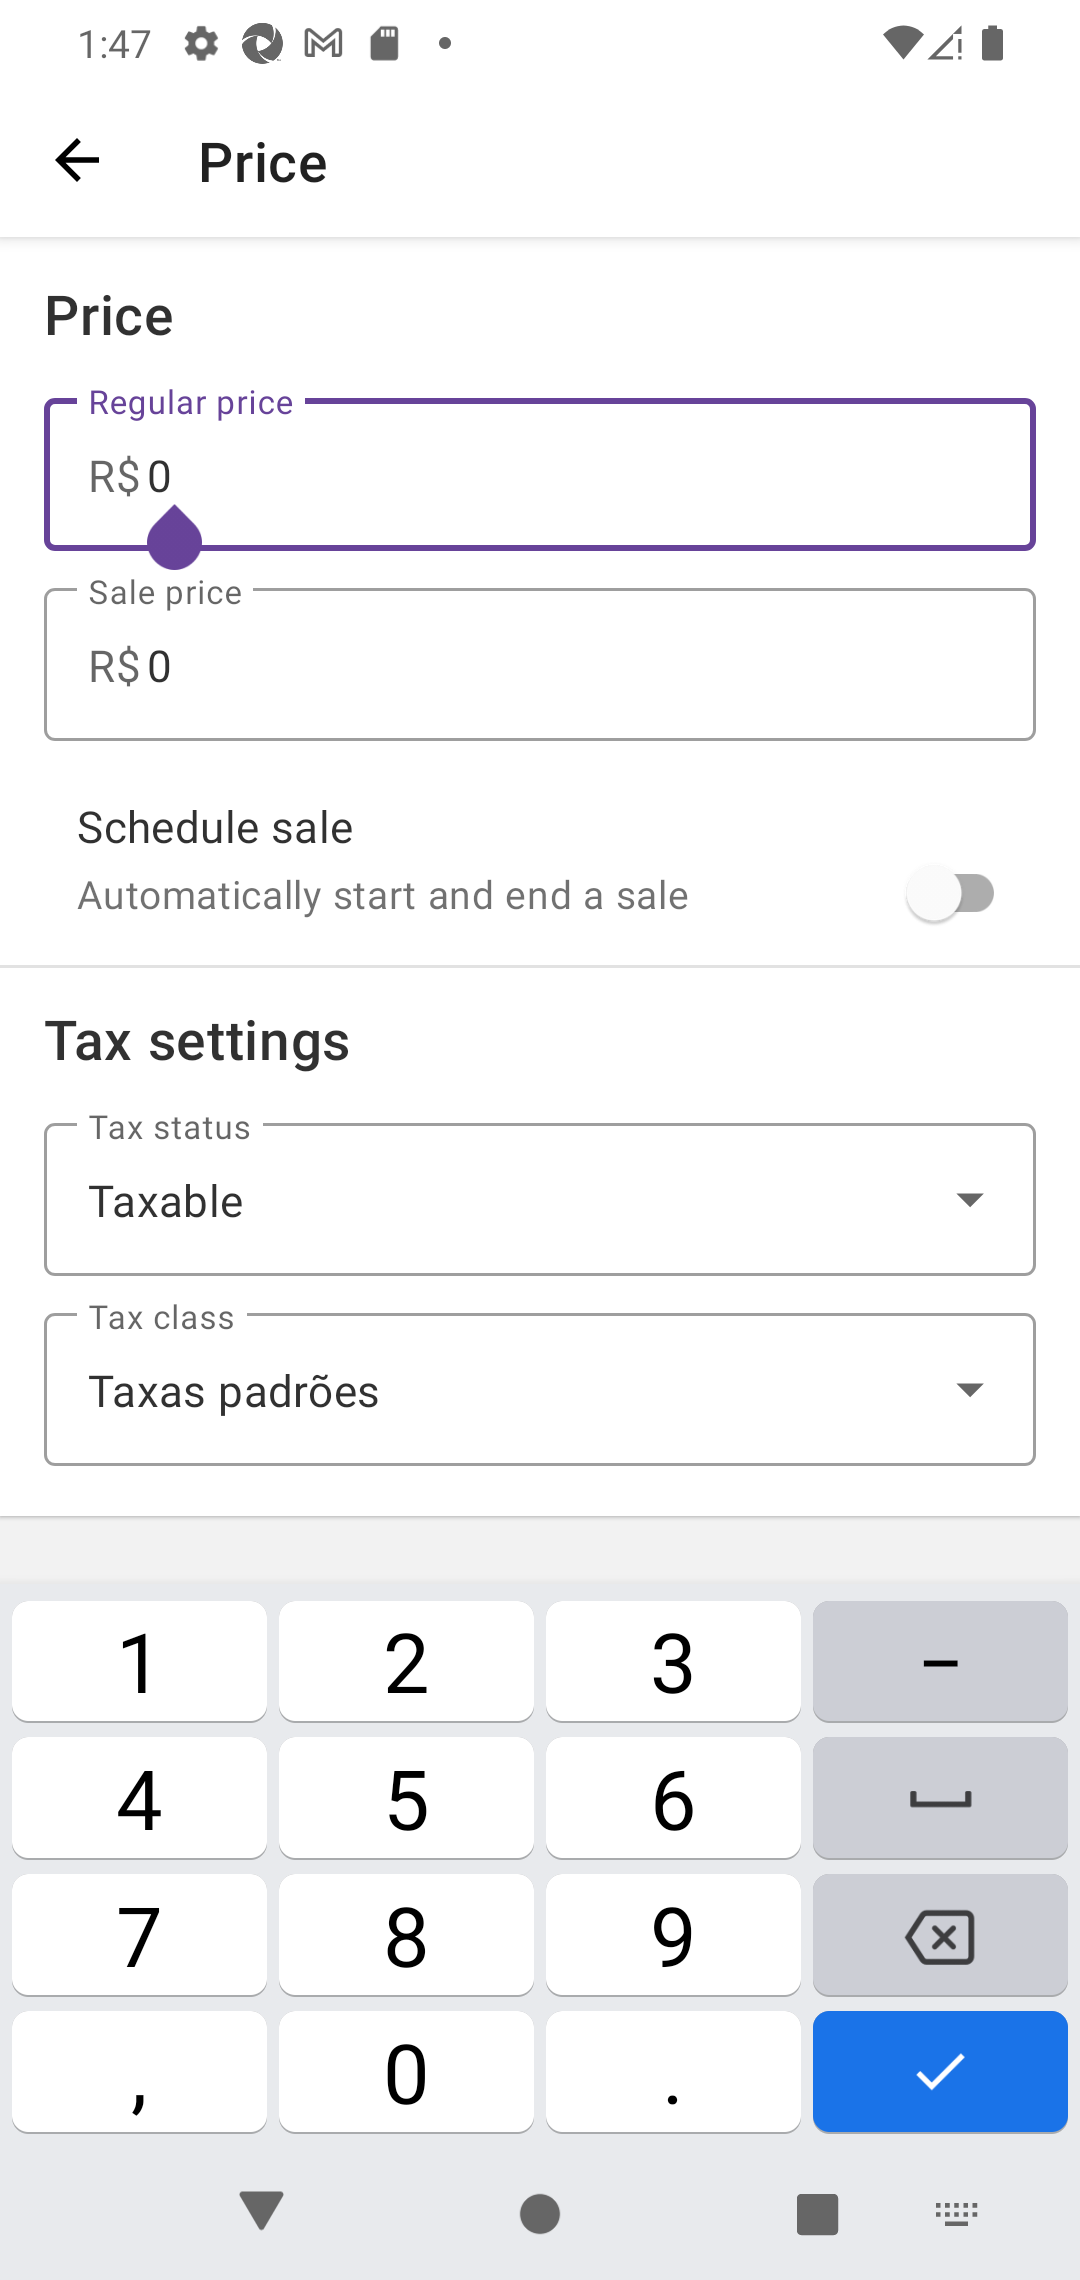 1:47
Price
Price
Regular price
R$ 0
Sale price
R$ 0
Schedule sale
Automatically start and end a sale
Tax settings
Tax status
Taxable
Tax class
Taxas padrões
1 2 3 –
4 5 6
7 8 9
, 0 .